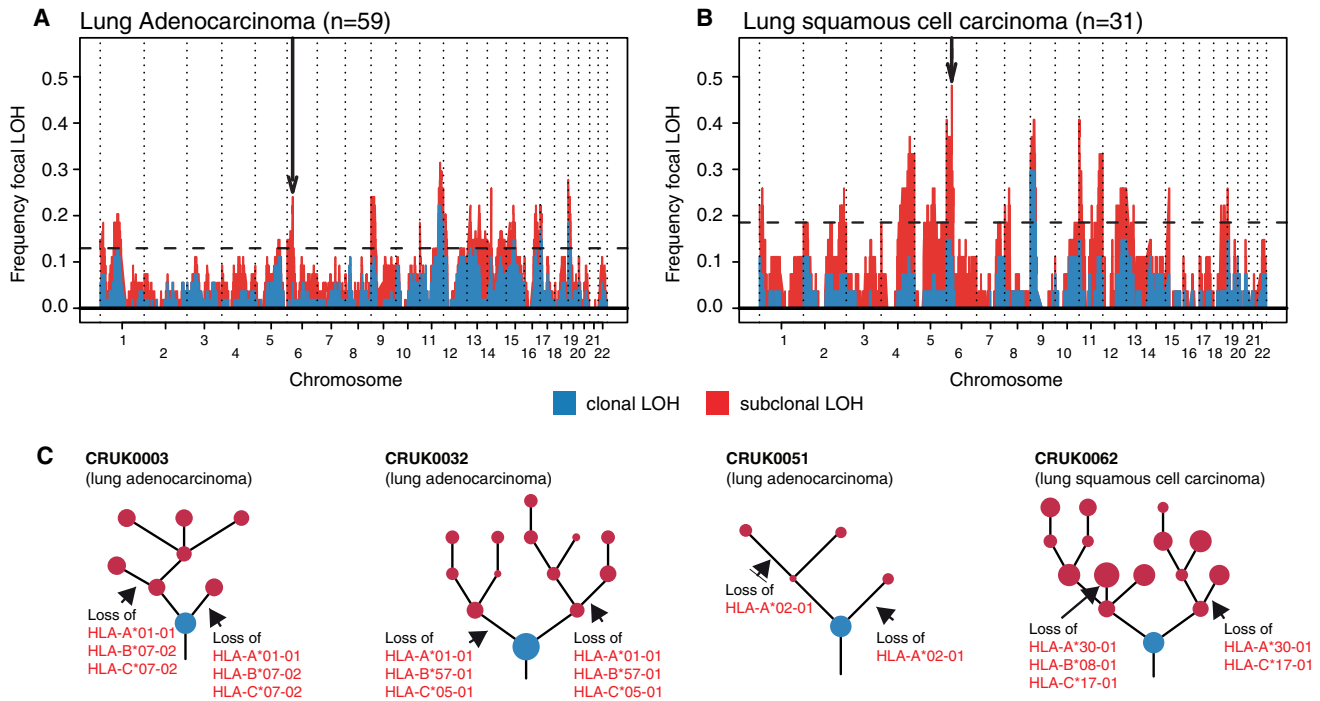 A Lung Adenocarcinoma (n=59)
Frequency focal LOH
0.5
0.4
0.3
0.2
0.1
0.0
1 2 3 4 5 6 7 8 9 10 11 12 13 14 15 16 17 18 19 20 21 22
Chromosome
B Lung squamous cell carcinoma (n=31)
Frequency focal LOH
0.5
0.4
0.3
0.2
0.1
0.0
1 2 3 4 5 6 7 8 9 10 11 12 13 14 15 16 17 18 19 20 21 22
Chromosome
clonal LOH subclonal LOH
C
CRUK0003
(lung adenocarcinoma)
Loss of
HLA-A*01-01
HLA-B*07-02
HLA-C*07-02
Loss of
HLA-A*01-01
HLA-B*07-02
HLA-C*07-02
CRUK0032
(lung adenocarcinoma)
Loss of
HLA-A*01-01
HLA-B*57-01
HLA-C*05-01
Loss of
HLA-A*01-01
HLA-B*57-01
HLA-C*05-01
CRUK0051
(lung adenocarcinoma)
Loss of
HLA-A*02-01
Loss of
HLA-A*02-01
CRUK0062
(lung squamous cell carcinoma)
Loss of
HLA-A*30-01
HLA-B*08-01
HLA-C*17-01
Loss of
HLA-A*30-01
HLA-C*17-01